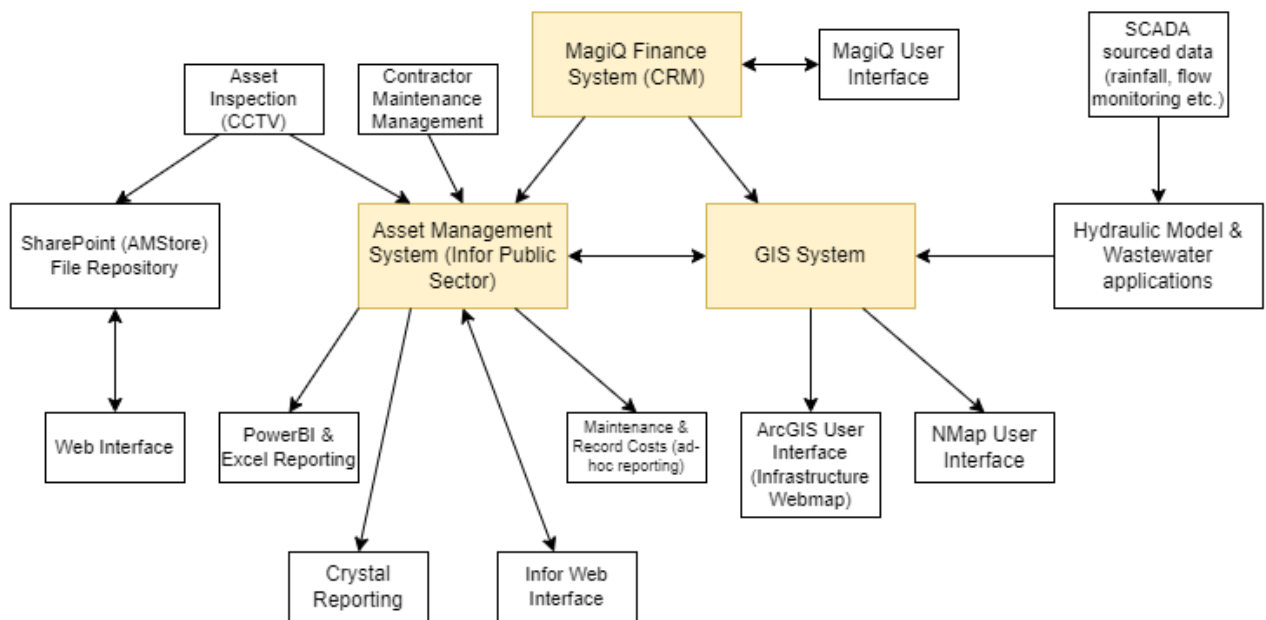 MagiQ Finance
System (CRM)
MagiQ User
Interface
SCADA
sourced data
(rainfall, flow
monitoring etc.)
Asset
Inspection
(CCTV)
Contractor
Maintenance
Management
SharePoint (AMStore)
File Repository
Asset Management
System (Infor Public
Sector)
GIS System
Hydraulic Model &
Wastewater
applications
Web Interface
PowerBI &
Excel Reporting
Maintenance &
Record Costs (ad-
hoc reporting)
ArcGIS User
Interface
(Infrastructure
Webmap)
NMap User
Interface
Crystal
Reporting
Infor Web
Interface